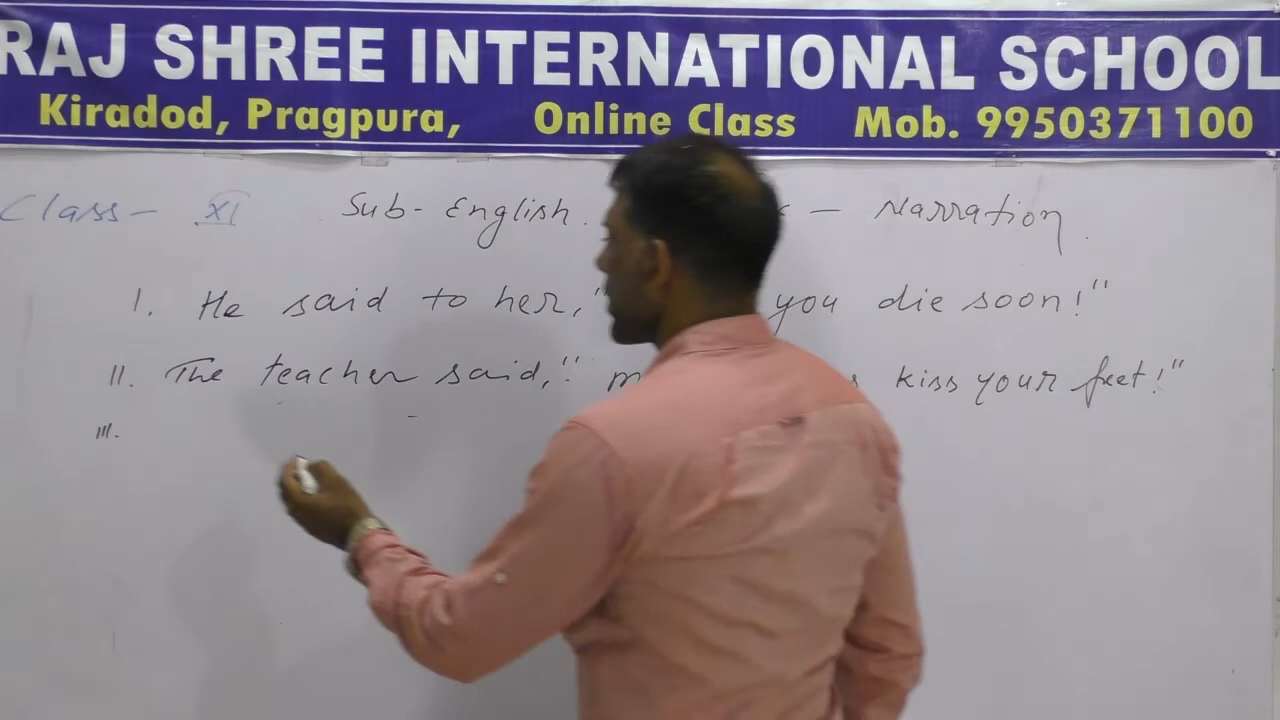 RAJ SHREE INTERNATIONAL SCHOOL
Kiradod, Pragpura, Online Class Mob. 9950371100
Class - XI Sub- English. - Narration.
I. He said to her, " you die soon!"
II. The teacher said, " kiss your feet!"
III.